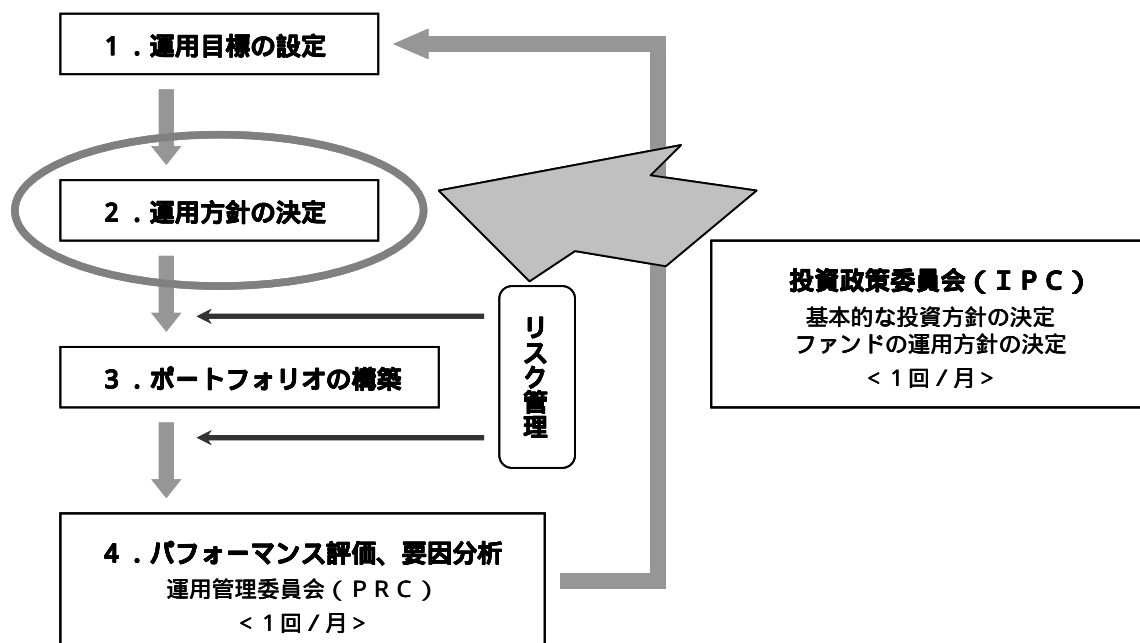 １．運用目標の設定
２．運用方針の決定
３．ポートフォリオの構築
４．パフォーマンス評価、要因分析
運用管理委員会（ＰＲＣ）
＜１回／月＞
リスク管理
投資政策委員会（ＩＰＣ）
基本的な投資方針の決定
ファンドの運用方針の決定
＜１回／月＞